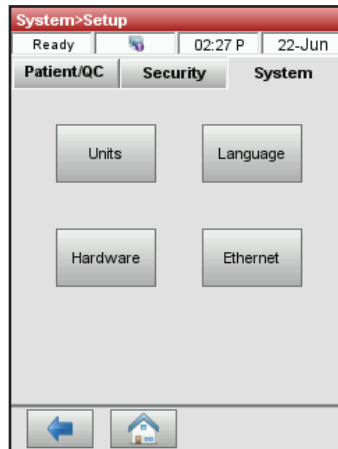 System>Setup
Ready 02:27 P 22-Jun
Patient/QC Security System
Units Language
Hardware Ethernet